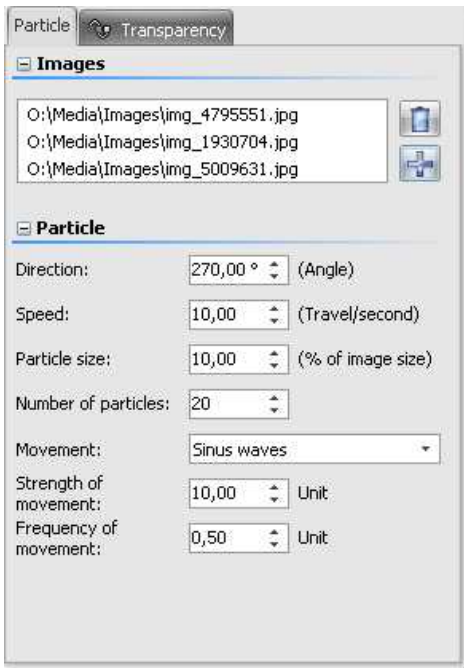 Particle Transparency
Images
O:\Media\Images\img_4795551.jpg
O:\Media\Images\img_1930704.jpg
O:\Media\Images\img_5009631.jpg
Particle
Direction: 270,00 ° (Angle)
Speed: 10,00 (Travel/second)
Particle size: 10,00 (% of image size)
Number of particles: 20
Movement: Sinus waves
Strength of
movement: 10,00 Unit
Frequency of
movement: 0,50 Unit